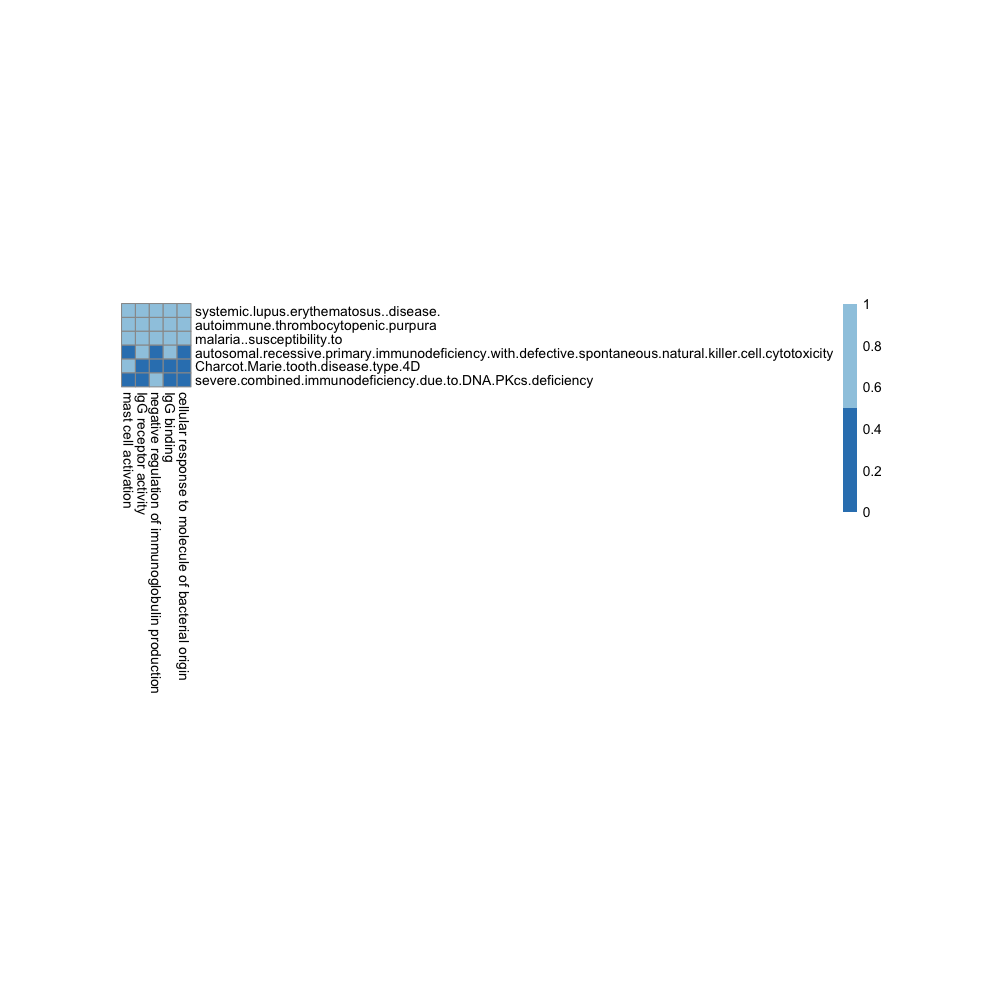 systemic.lupus.erythematosus..disease.
autoimmune.thrombocytopenic.purpura
malaria..susceptibility.to
autosomal.recessive.primary.immunodeficiency.with.defective.spontaneous.natural.killer.cell.cytotoxicity
Charcot.Marie.tooth.disease.type.4D
severe.combined.immunodeficiency.due.to.DNA.PKcs.deficiency
mast cell activation
IgG receptor activity
negative regulation of immunoglobulin production
IgG binding
cellular response to molecule of bacterial origin
1
0.8
0.6
0.4
0.2
0